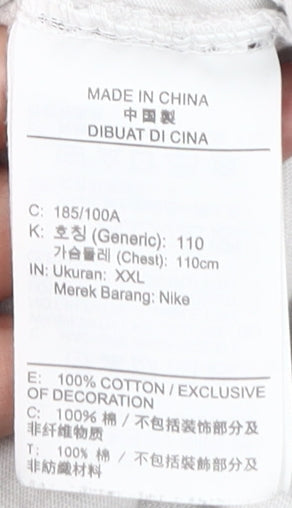 MADE IN CHINA
中国製
DIBUAT DI CINA
C: 185/100A
K: 호칭 (Generic): 110
가슴둘레 (Chest): 110cm
IN: Ukuran: XXL
Merek Barang: Nike
E: 100% COTTON / EXCLUSIVE
OF DECORATION
C: 100% 棉 / 不包括装饰部分及
非纤维物质
T: 100% 棉 / 不包括裝飾部分及
非紡織材料